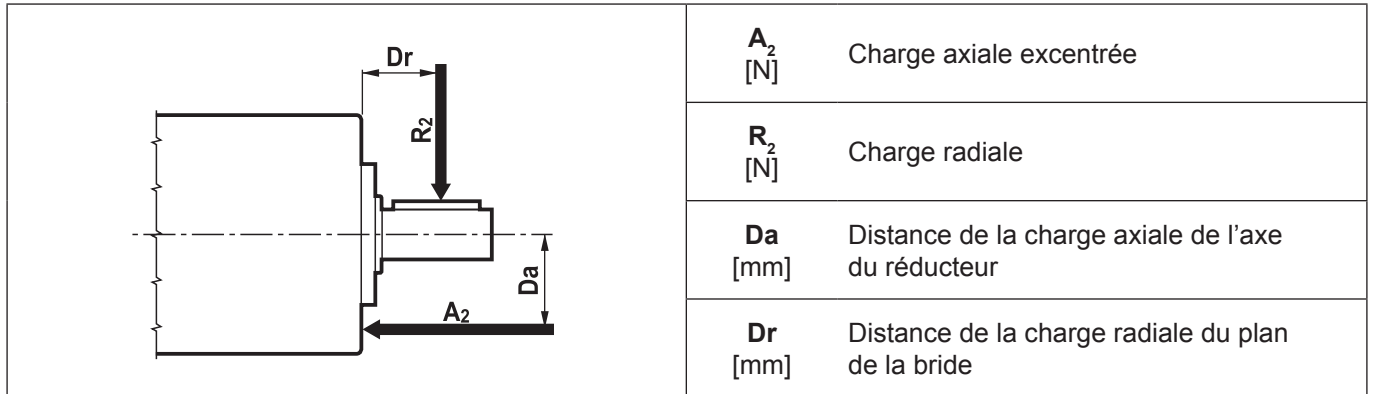 Dr
R2
Da
A2
A2
[N]
Charge axiale excentrée
R2
[N]
Charge radiale
Da
[mm]
Distance de la charge axiale de l’axe
du réducteur
Dr
[mm]
Distance de la charge radiale du plan
de la bride